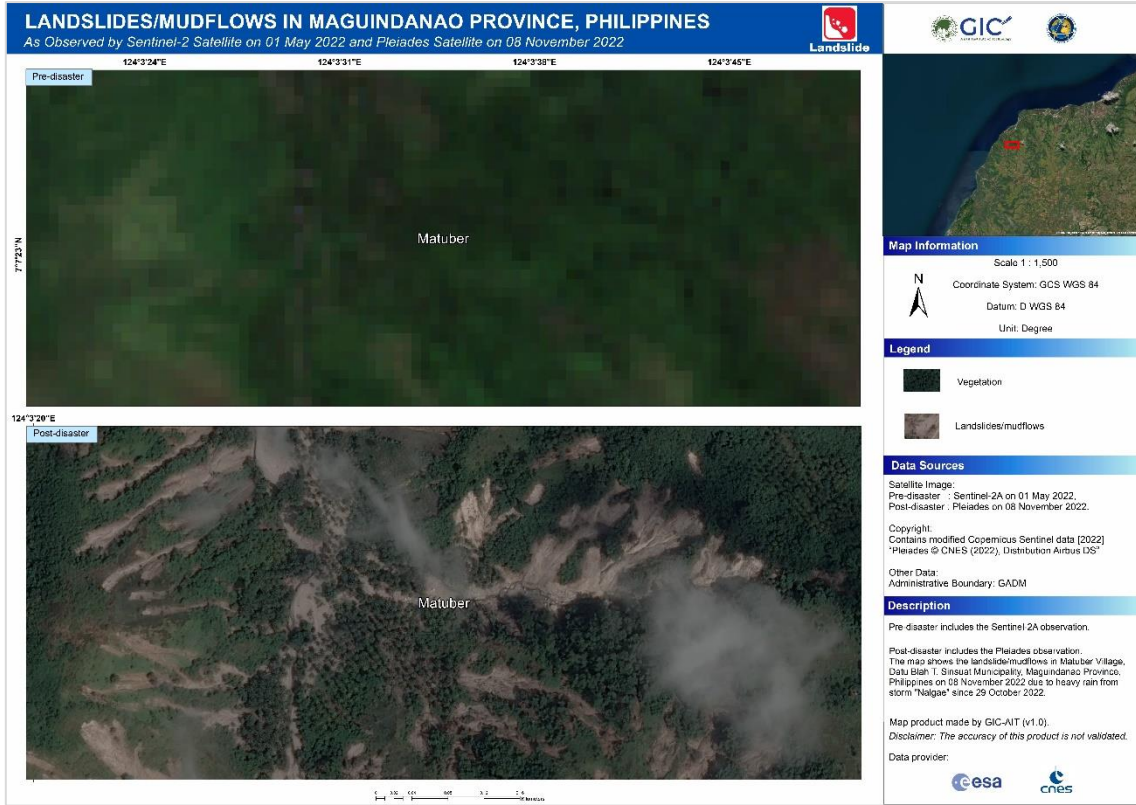 LANDSLIDES/MUDFLOWS IN MAGUINDANAO PROVINCE, PHILIPPINES
As Observed by Sentinel-2 Satellite on 01 May 2022 and Pleiades Satellite on 08 November 2022
Landslide
GIC
124°3'24"E 124°3'31"E 124°3'38"E 124°3'45"E
Pre-disaster
7°7'23"N
Matuber
124°3'20"E
Post-disaster
Matuber
Map Information
Scale 1 : 1,500
N
Coordinate System: GCS WGS 84
Datum: D WGS 84
Unit: Degree
Legend
Vegetation
Landslides/mudflows
Data Sources
Satellite Image:
Pre-disaster : Sentinel-2A on 01 May 2022,
Post-disaster : Pleiades on 08 November 2022.
Copyright:
Contains modified Copernicus Sentinel data [2022]
"Pleiades © CNES (2022), Distribution Airbus DS"
Other Data:
Administrative Boundary: GADM
Description
Pre-disaster includes the Sentinel-2A observation.
Post-disaster includes the Pleiades observation.
The map shows the landslide/mudflows in Matuber Village,
Datu Blah T. Sinsuat Municipality, Maguindanao Province,
Philippines on 08 November 2022 due to heavy rain from
storm "Nalgae" since 29 October 2022.
Map product made by GIC-AIT (v1.0).
Disclaimer: The accuracy of this product is not validated.
Data provider:
esa
cnes